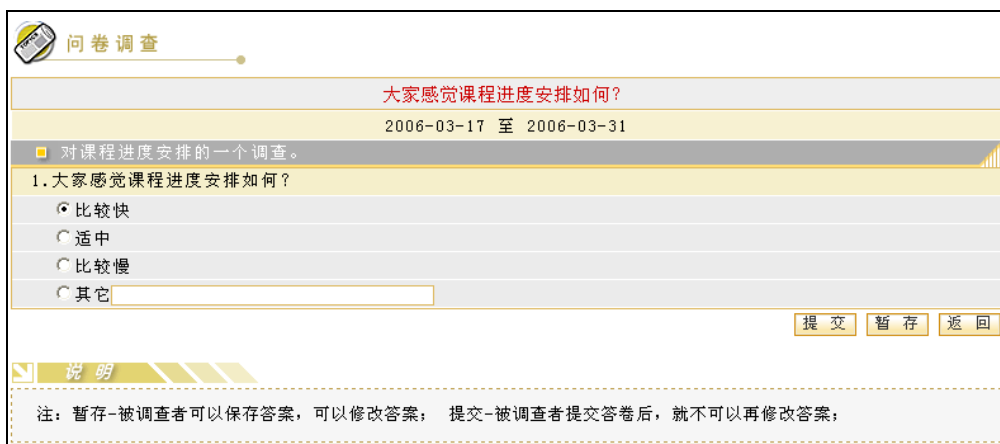 TOPICS
问卷调查
大家感觉课程进度安排如何?
2006-03-17 至 2006-03-31
对课程进度安排的一个调查。
1.大家感觉课程进度安排如何?
比较快
适中
比较慢
其它
提 交 暂 存 返 回
说 明
注: 暂存-被调查者可以保存答案, 可以修改答案; 提交-被调查者提交答卷后, 就不可以再修改答案;